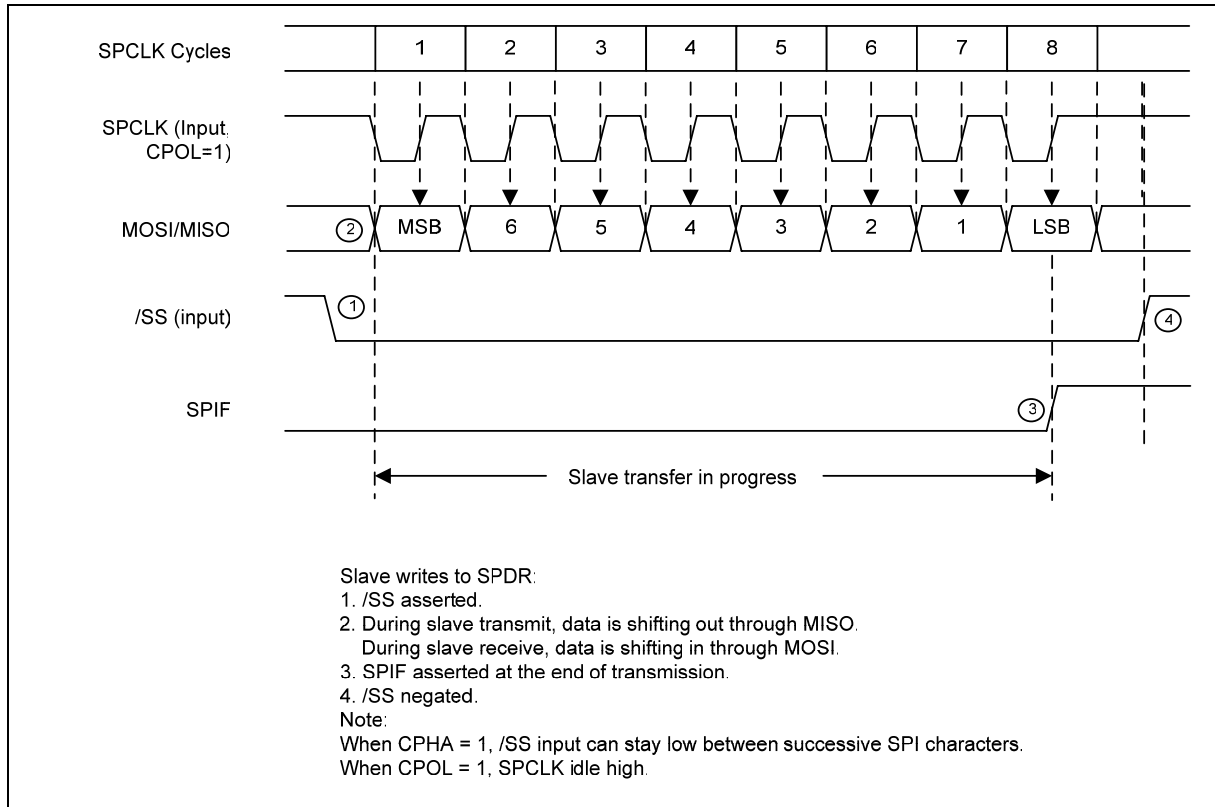 SPCLK Cycles
1 2 3 4 5 6 7 8
SPCLK (Input,
CPOL=1)
MOSI/MISO
2 MSB 6 5 4 3 2 1 LSB
/SS (input)
1
4
SPIF
3
Slave transfer in progress
Slave writes to SPDR:
1. /SS asserted.
2. During slave transmit, data is shifting out through MISO.
During slave receive, data is shifting in through MOSI.
3. SPIF asserted at the end of transmission.
4. /SS negated.
Note:
When CPHA = 1, /SS input can stay low between successive SPI characters.
When CPOL = 1, SPCLK idle high.